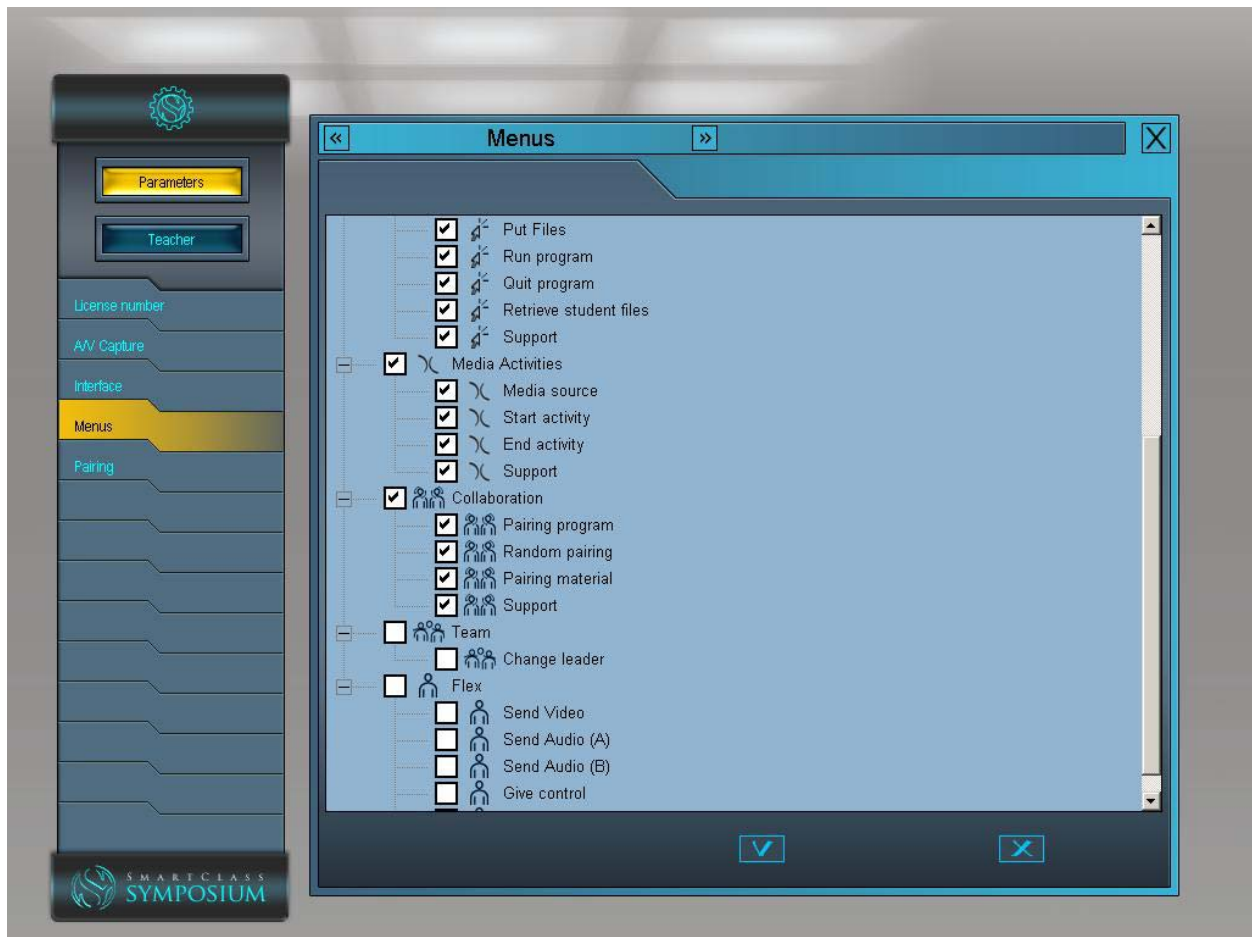 Parameters
Teacher
License number
A/V Capture
Interface
Menus
Pairing
SMARTCLASS
SYMPOSIUM
« Menus » X
Put Files
Run program
Quit program
Retrieve student files
Support
Media Activities
Media source
Start activity
End activity
Support
Collaboration
Pairing program
Random pairing
Pairing material
Support
Team
Change leader
Flex
Send Video
Send Audio (A)
Send Audio (B)
Give control